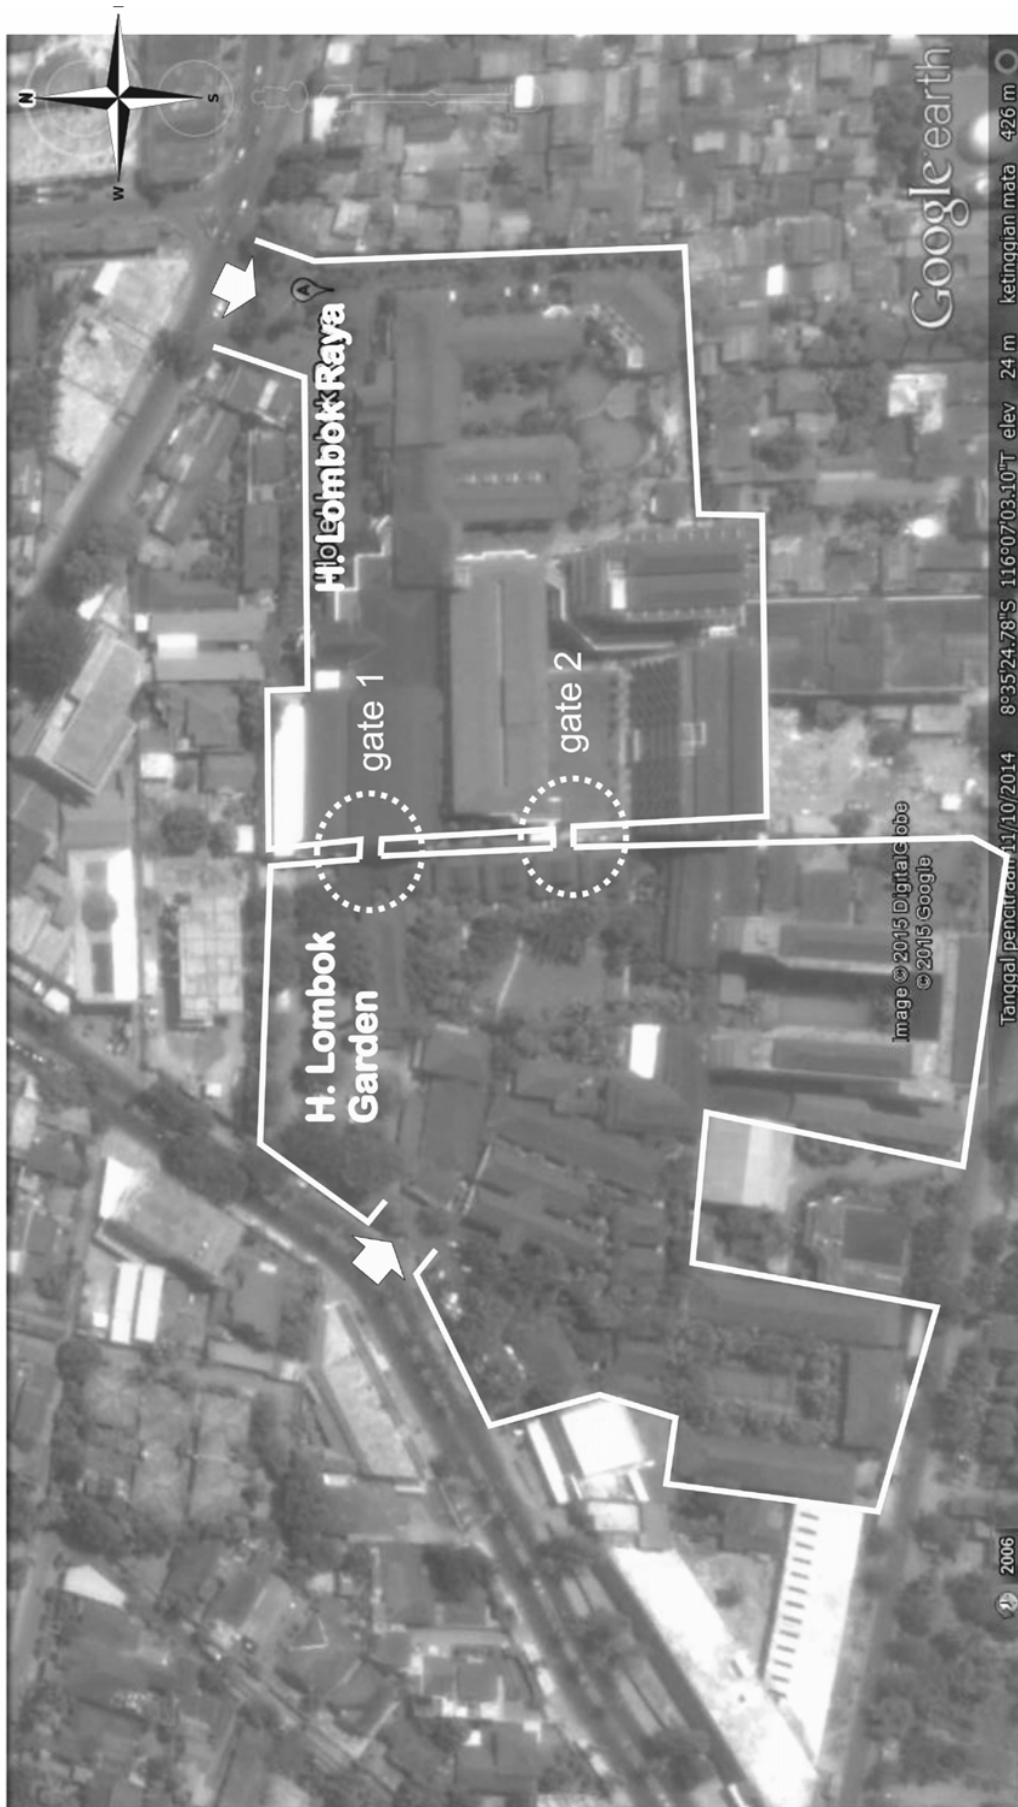 N
S
W
A
H. Lombok Raya
gate 1
gate 2
H. Lombok
Garden
Image © 2015 DigitalGlobe
© 2015 Google
Google earth
2006
Tanggal pencitraan 11/10/2014 8°35'24.78"S 116°07'03.10"T elev 24 m ketinggian mata 426 m